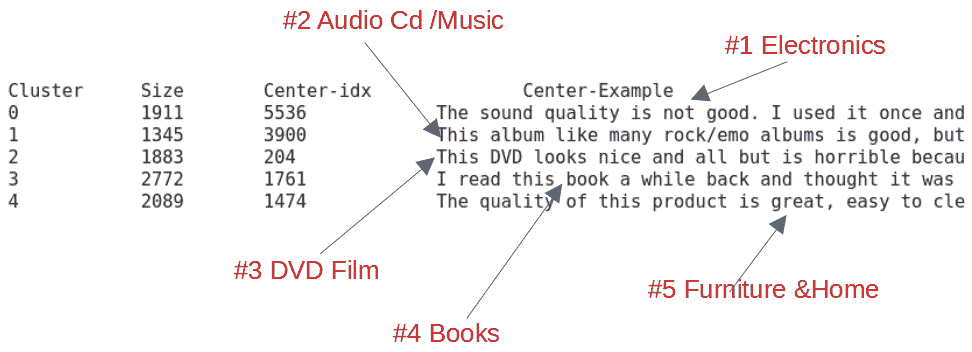 #2 Audio Cd /Music
#1 Electronics
Cluster Size Center-idx Center-Example
0 1911 5536 The sound quality is not good. I used it once and
1 1345 3900 This album like many rock/emo albums is good, but
2 1883 204 This DVD looks nice and all but is horrible becau
3 2772 1761 I read this book a while back and thought it was
4 2089 1474 The quality of this product is great, easy to cle
#3 DVD Film
#5 Furniture &Home
#4 Books